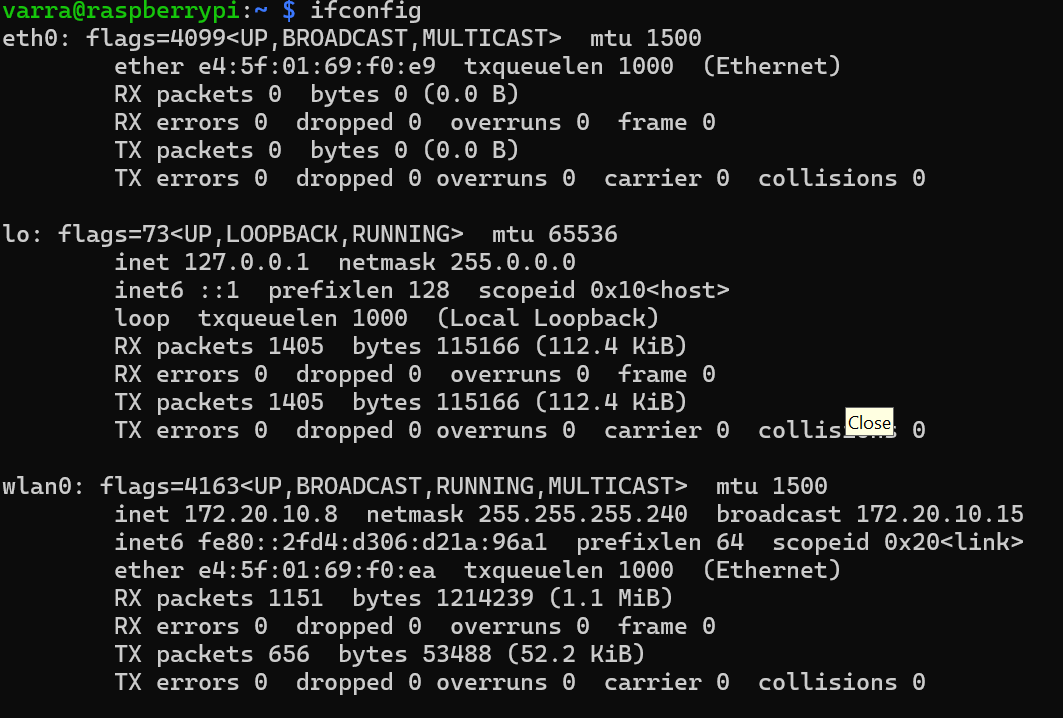 varra@raspberrypi:~ $ ifconfig
eth0: flags=4099<UP,BROADCAST,MULTICAST>  mtu 1500
        ether e4:5f:01:69:f0:e9  txqueuelen 1000  (Ethernet)
        RX packets 0  bytes 0 (0.0 B)
        RX errors 0  dropped 0  overruns 0  frame 0
        TX packets 0  bytes 0 (0.0 B)
        TX errors 0  dropped 0 overruns 0  carrier 0  collisions 0

lo: flags=73<UP,LOOPBACK,RUNNING>  mtu 65536
        inet 127.0.0.1  netmask 255.0.0.0
        inet6 ::1  prefixlen 128  scopeid 0x10<host>
        loop  txqueuelen 1000  (Local Loopback)
        RX packets 1405  bytes 115166 (112.4 KiB)
        RX errors 0  dropped 0  overruns 0  frame 0
        TX packets 1405  bytes 115166 (112.4 KiB)
        TX errors 0  dropped 0 overruns 0  carrier 0  collisions 0
Close

wlan0: flags=4163<UP,BROADCAST,RUNNING,MULTICAST>  mtu 1500
        inet 172.20.10.8  netmask 255.255.255.240  broadcast 172.20.10.15
        inet6 fe80::2fd4:d306:d21a:96a1  prefixlen 64  scopeid 0x20<link>
        ether e4:5f:01:69:f0:ea  txqueuelen 1000  (Ethernet)
        RX packets 1151  bytes 1214239 (1.1 MiB)
        RX errors 0  dropped 0  overruns 0  frame 0
        TX packets 656  bytes 53488 (52.2 KiB)
        TX errors 0  dropped 0 overruns 0  carrier 0  collisions 0